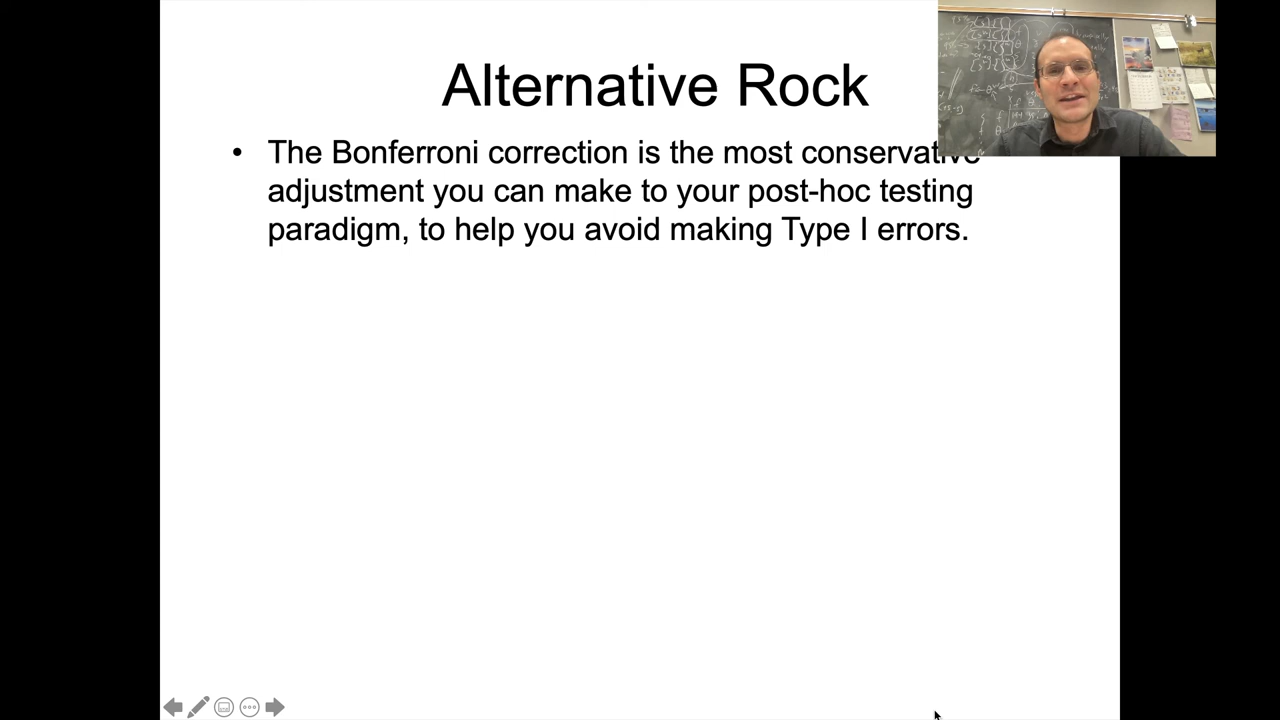 Alternative Rock
• The Bonferroni correction is the most conservative
adjustment you can make to your post-hoc testing
paradigm, to help you avoid making Type I errors.